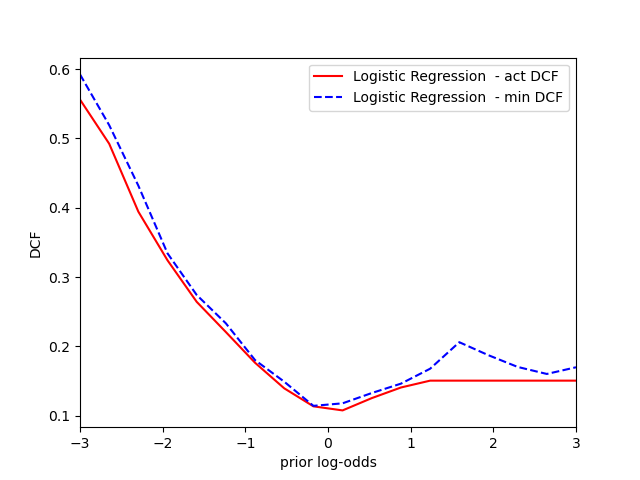 Logistic Regression  - act DCF
Logistic Regression  - min DCF
DCF
0.6
0.5
0.4
0.3
0.2
0.1
−3 −2 −1 0 1 2 3
prior log-odds